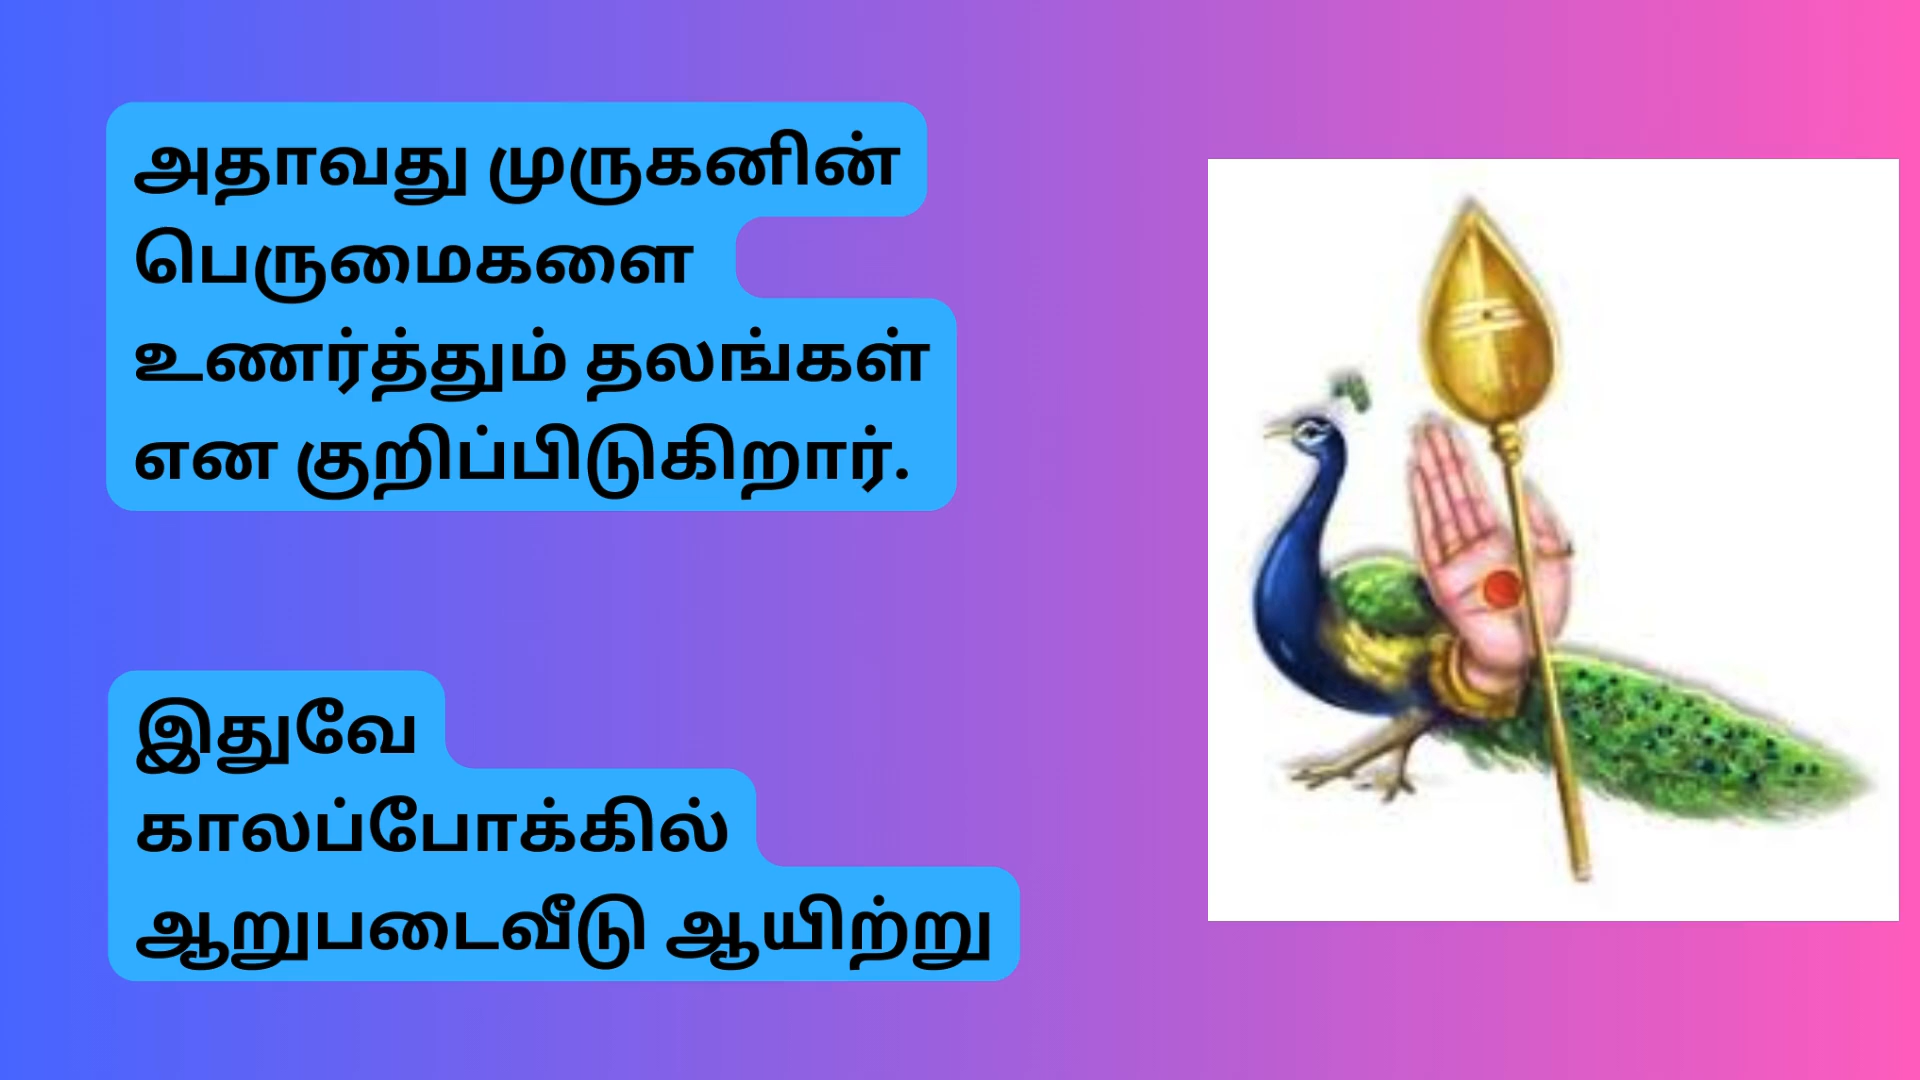 அதாவது முருகனின்
பெருமைகளை
உணர்த்தும் தலங்கள்
என குறிப்பிடுகிறார்.
இதுவே
காலப்போக்கில்
ஆறுபடைவீடு ஆயிற்று